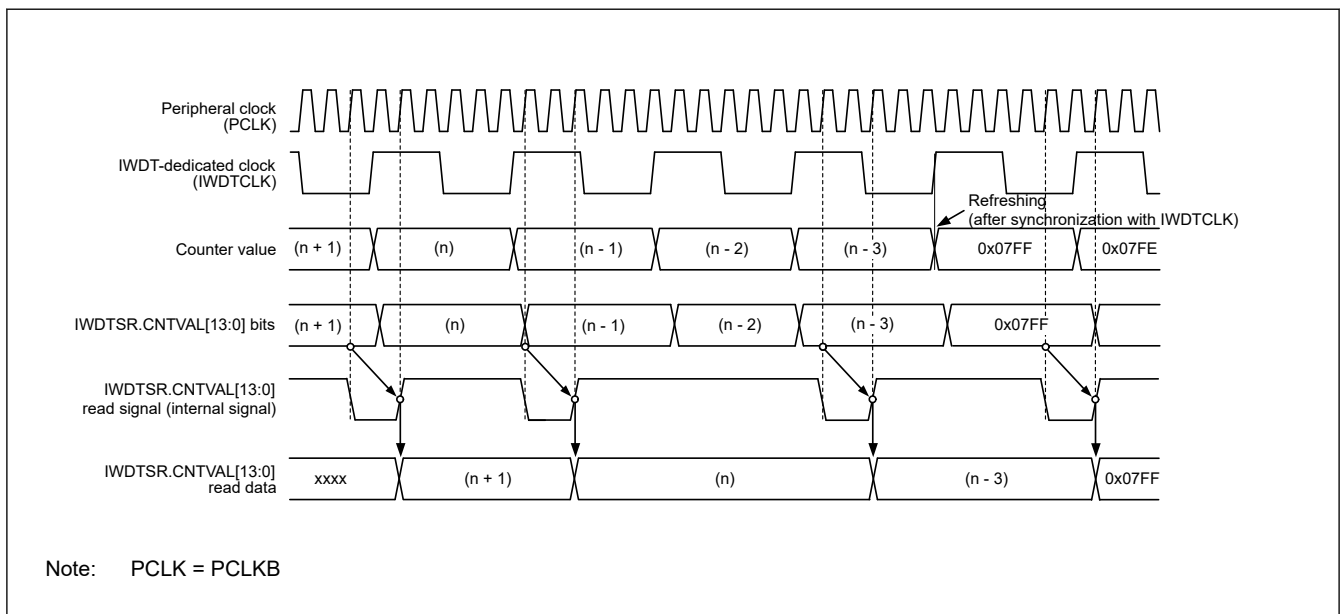 Peripheral clock
(PCLK)
IWDT-dedicated clock
(IWDTCLK)
Refreshing
(after synchronization with IWDTCLK)
Counter value (n + 1) (n) (n - 1) (n - 2) (n - 3) 0x07FF 0x07FE
IWDTSR.CNTVAL[13:0] bits (n + 1) (n) (n - 1) (n - 2) (n - 3) 0x07FF
IWDTSR.CNTVAL[13:0]
read signal (internal signal)
IWDTSR.CNTVAL[13:0]
read data xxxx (n + 1) (n) (n - 3) 0x07FF
Note: PCLK = PCLKB